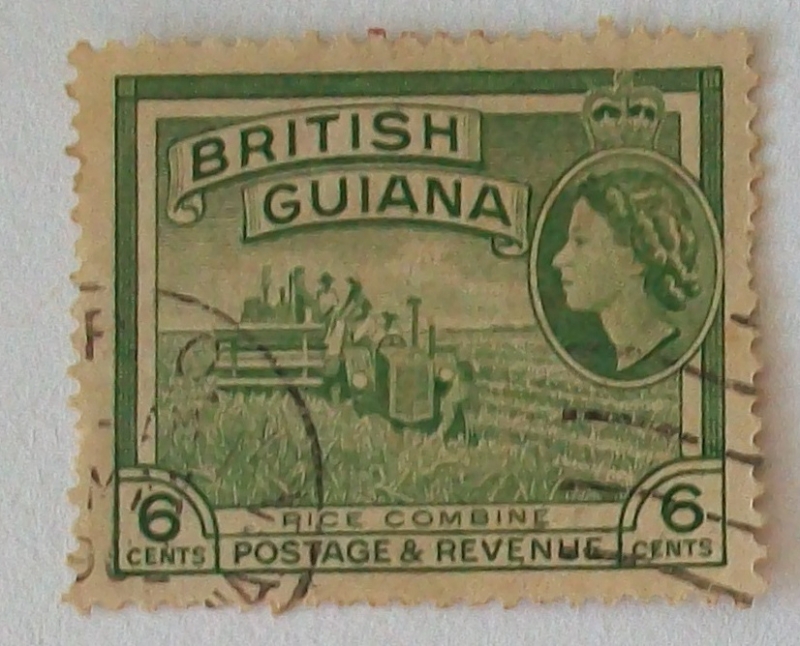 BRITISH
GUIANA
6 CENTS
RICE COMBINE
POSTAGE & REVENUE
6 CENTS